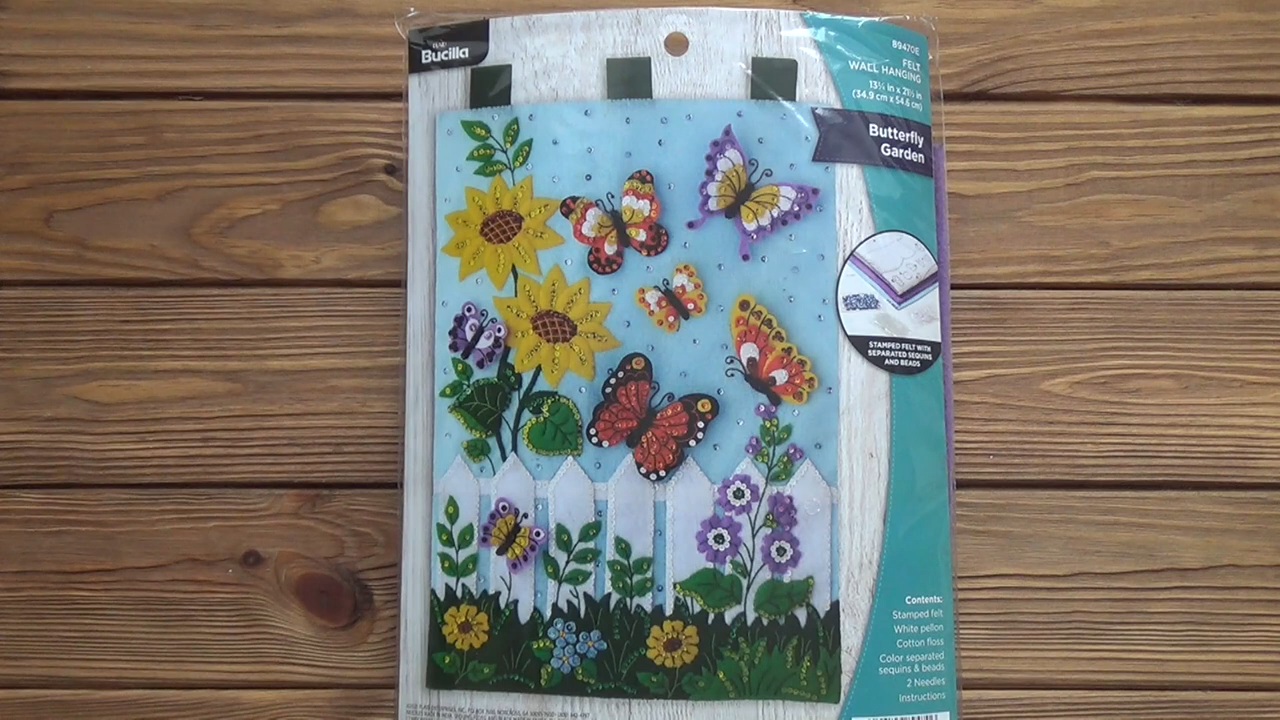 PLAID
Bucilla
89470E
FELT
WALL HANGING
13¾ in x 21½ in
(34.9 cm x 54.6 cm)
Butterfly
Garden
STAMPED FELT WITH
SEPARATED SEQUINS
AND BEADS
Contents:
Stamped felt
White pellon
Cotton floss
Color separated
sequins & beads
2 Needles
Instructions